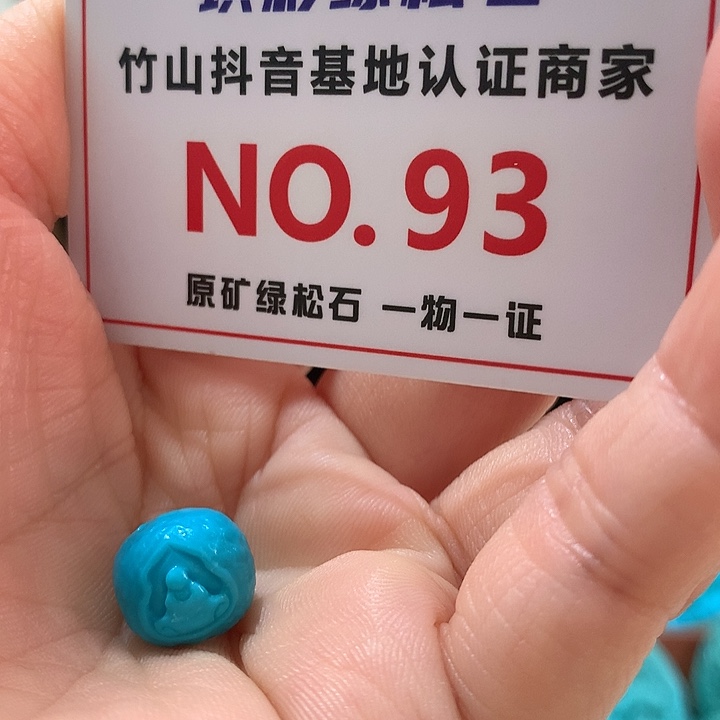 竹山抖音基地认证商家
NO.93
原矿绿松石 一物一证